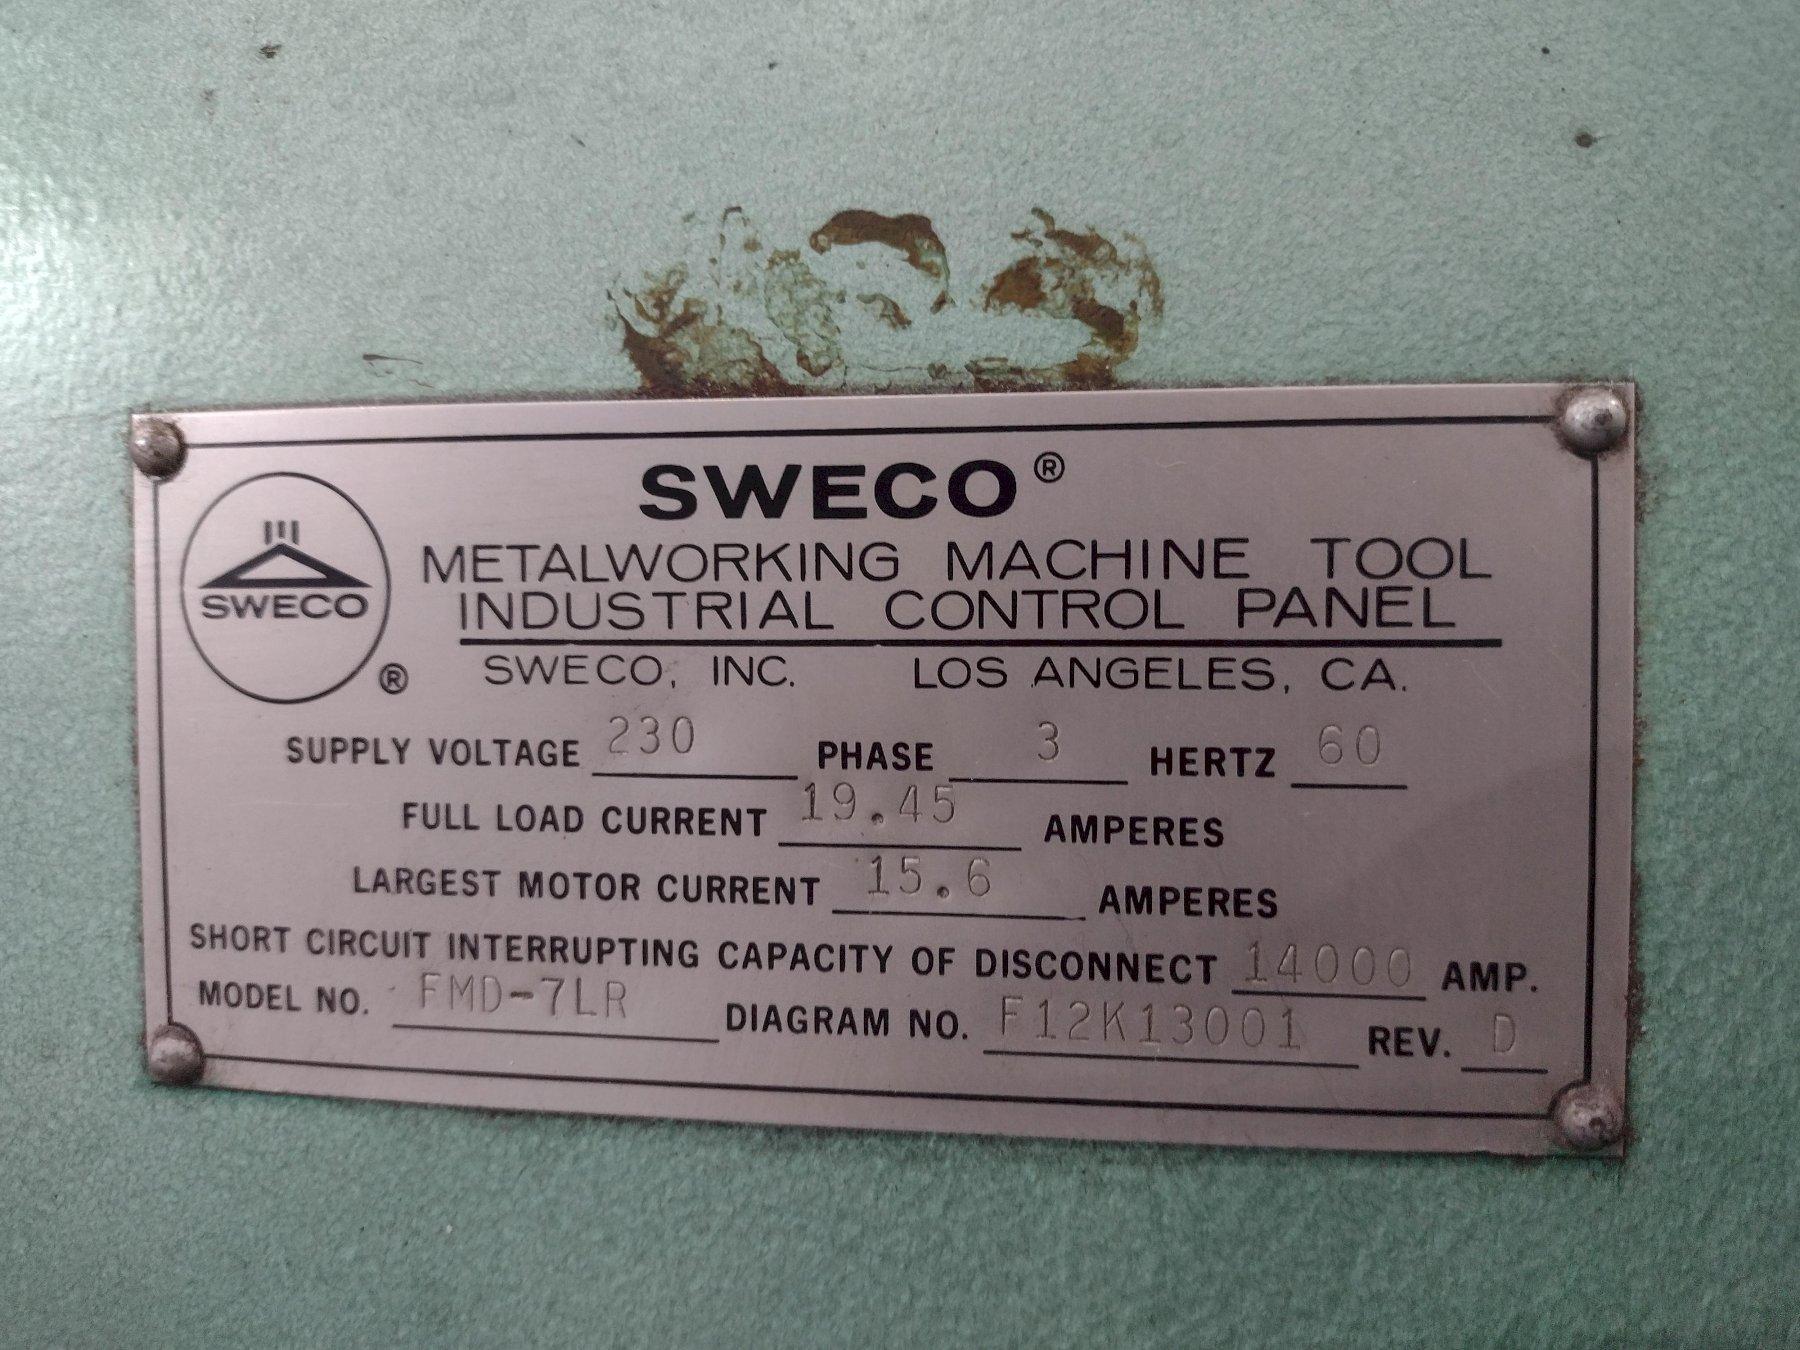 SWECO®
METALWORKING MACHINE TOOL
INDUSTRIAL CONTROL PANEL
SWECO®
SWECO, INC. LOS ANGELES, CA.
SUPPLY VOLTAGE 230 PHASE 3 HERTZ 60
FULL LOAD CURRENT 19.45 AMPERES
LARGEST MOTOR CURRENT 15.6 AMPERES
SHORT CIRCUIT INTERRUPTING CAPACITY OF DISCONNECT 14000 AMP.
MODEL NO. FMD-7LR DIAGRAM NO. F12K13001 REV. D